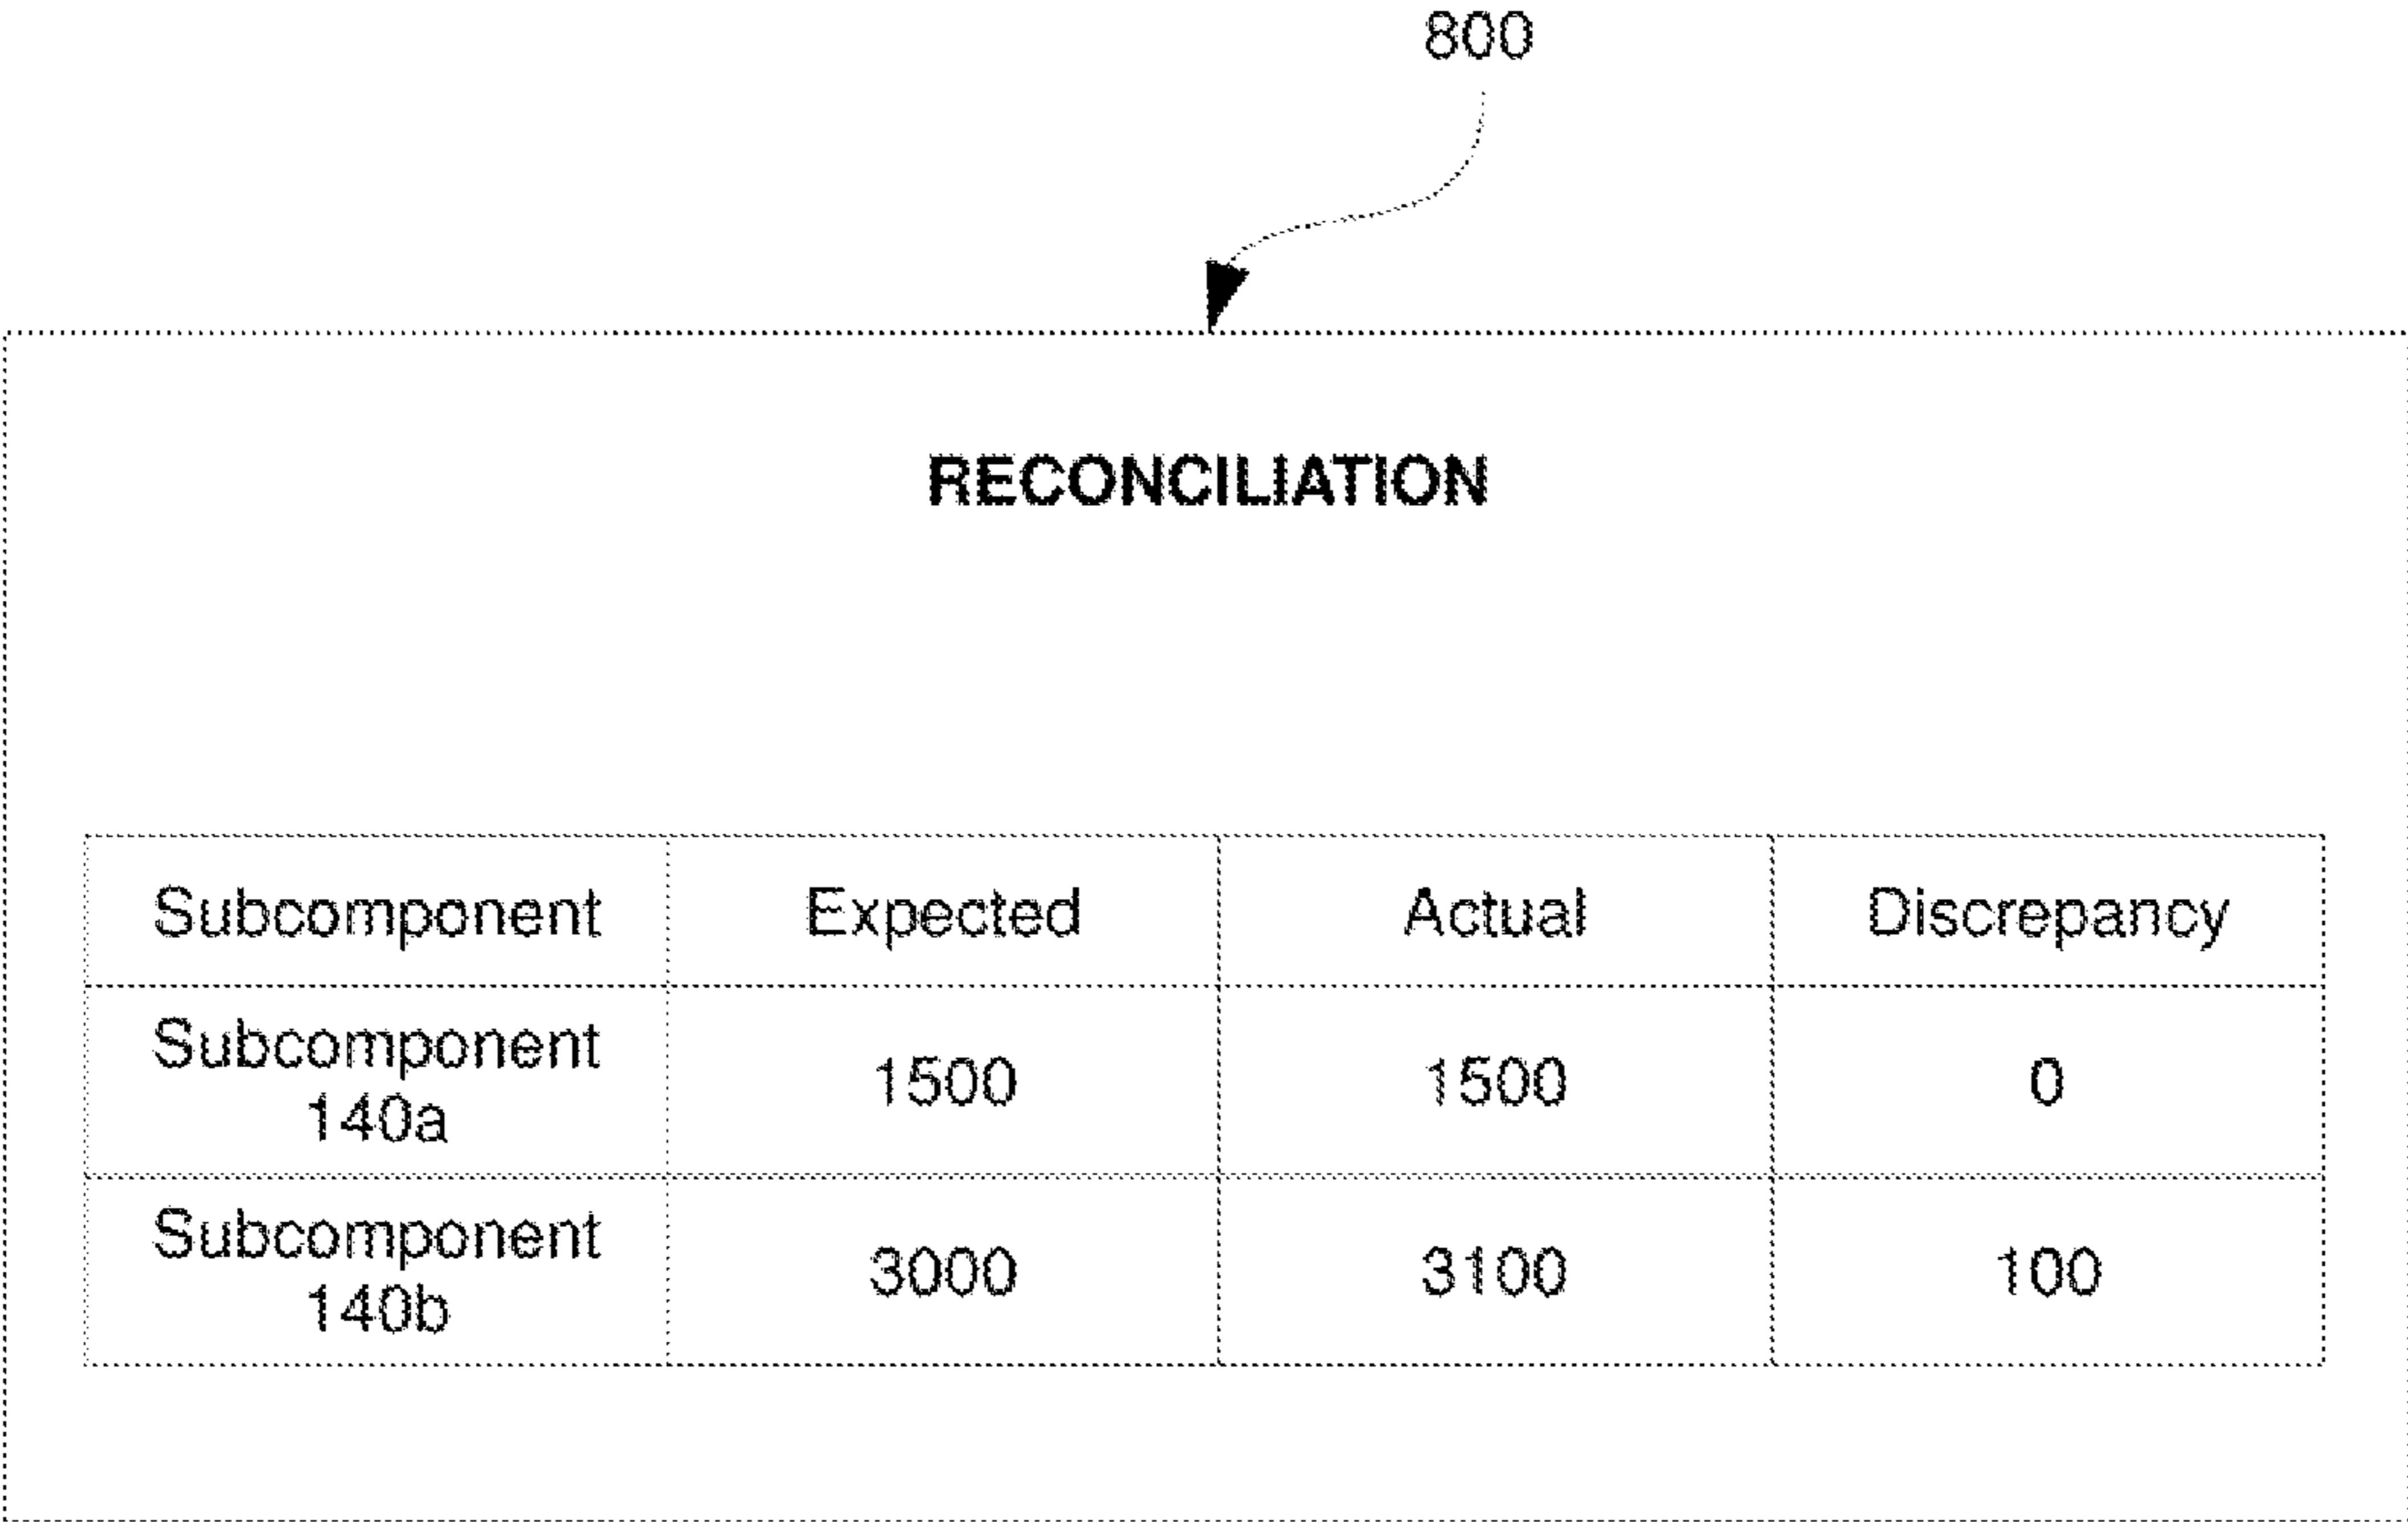 800
RECONCILIATION
Subcomponent Expected Actual Discrepancy
Subcomponent
140a 1500 1500 0
Subcomponent
140b 3000 3100 100